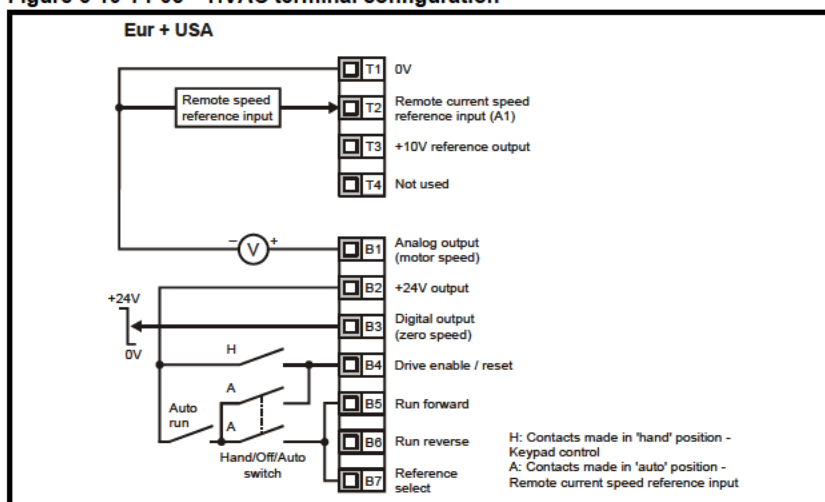 Eur + USA
T1 0V
Remote speed
reference input
T2 Remote current speed
reference input (A1)
T3 +10V reference output
T4 Not used
− V +
B1 Analog output
(motor speed)
B2 +24V output
+24V
0V
B3 Digital output
(zero speed)
H
B4 Drive enable / reset
A
Auto
run
B5 Run forward
A
B6 Run reverse
Hand/Off/Auto
switch
B7 Reference
select
H: Contacts made in 'hand' position -
Keypad control
A: Contacts made in 'auto' position -
Remote current speed reference input